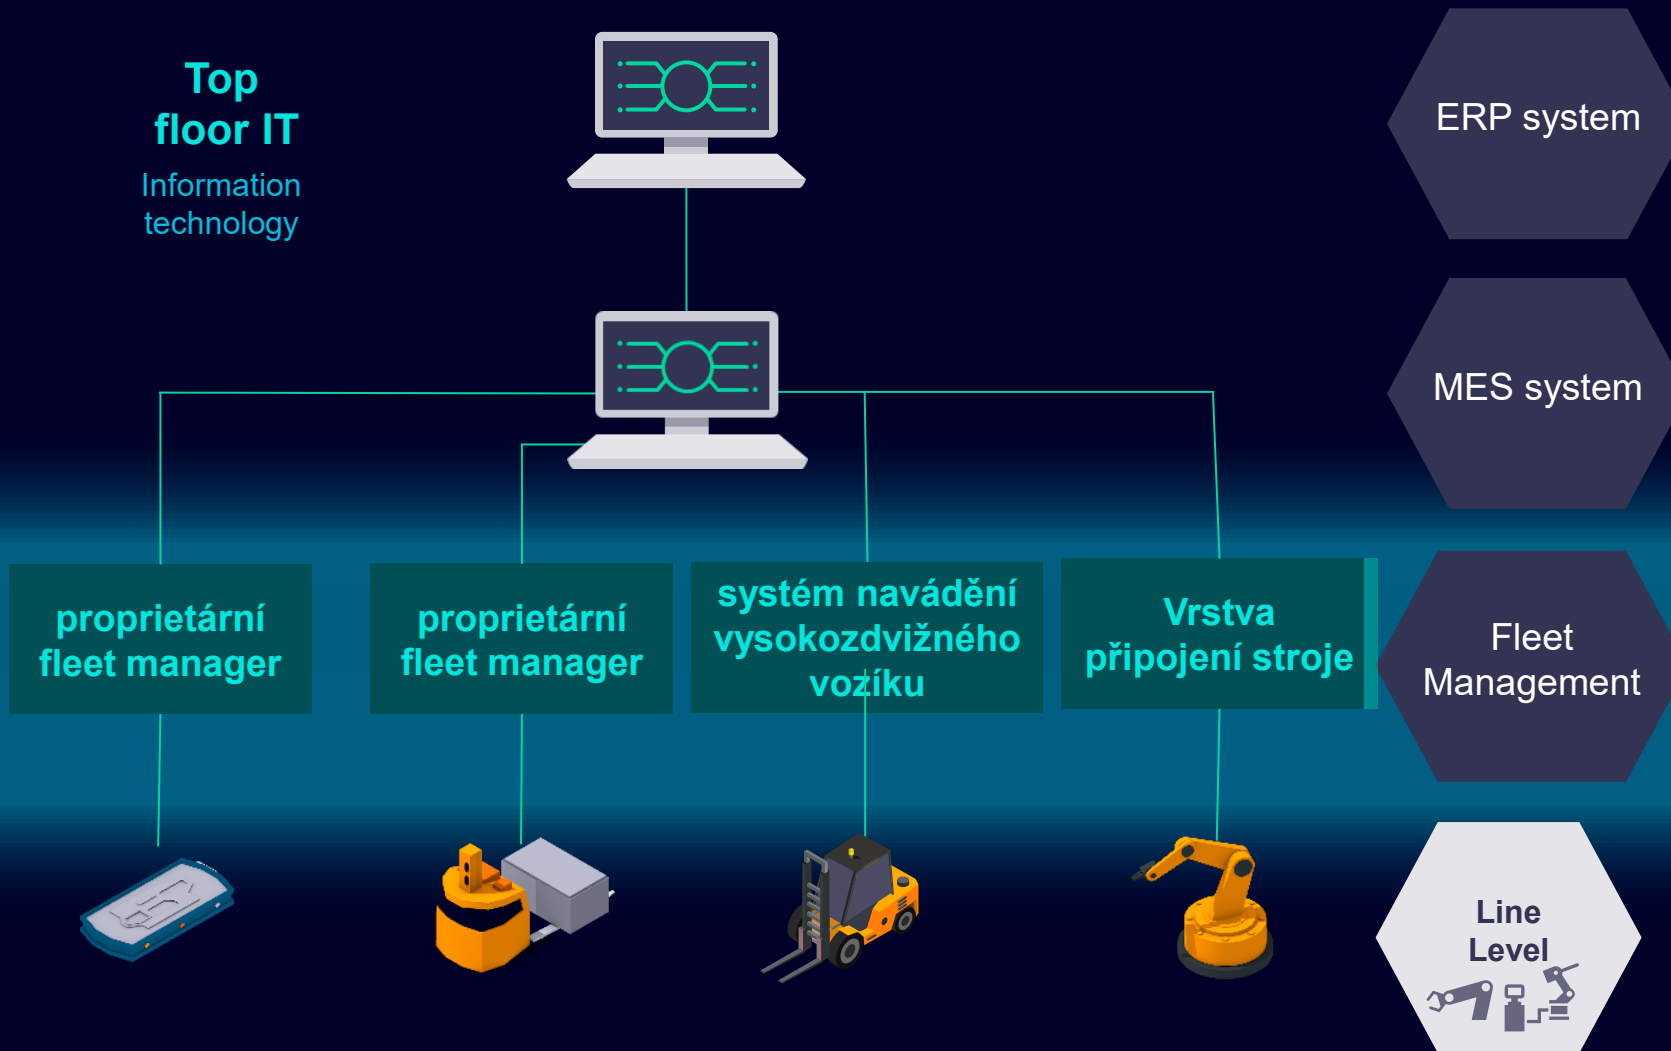 Top
floor IT
Information
technology
ERP system
MES system
proprietární
fleet manager
proprietární
fleet manager
systém navádění
vysokozdvižného
vozíku
Vrstva
připojení stroje
Fleet
Management
Line
Level